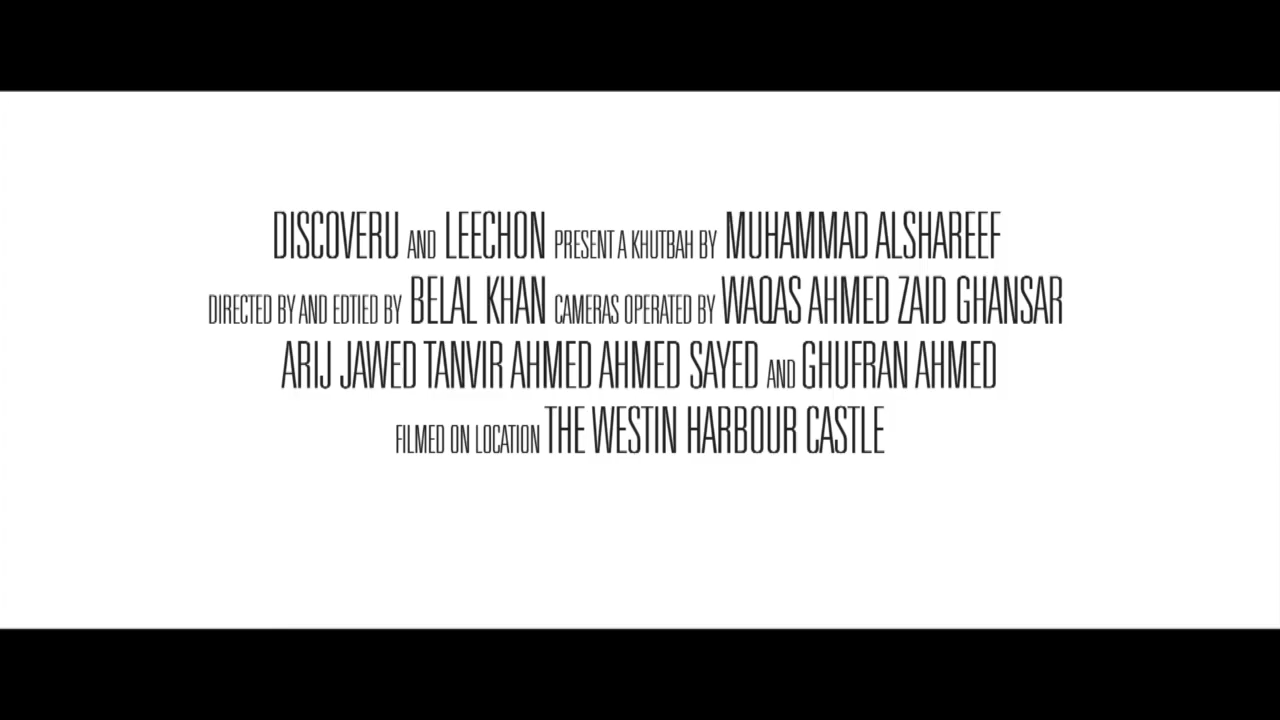 DISCOVERU AND LEECHON PRESENT A KHUTBAH BY MUHAMMAD ALSHAREEF
DIRECTED BY AND EDTIED BY BELAL KHAN CAMERAS OPERATED BY WAQAS AHMED ZAID GHANSAR
ARIJ JAWED TANVIR AHMED AHMED SAYED AND GHUFRAN AHMED
FILMED ON LOCATION THE WESTIN HARBOUR CASTLE